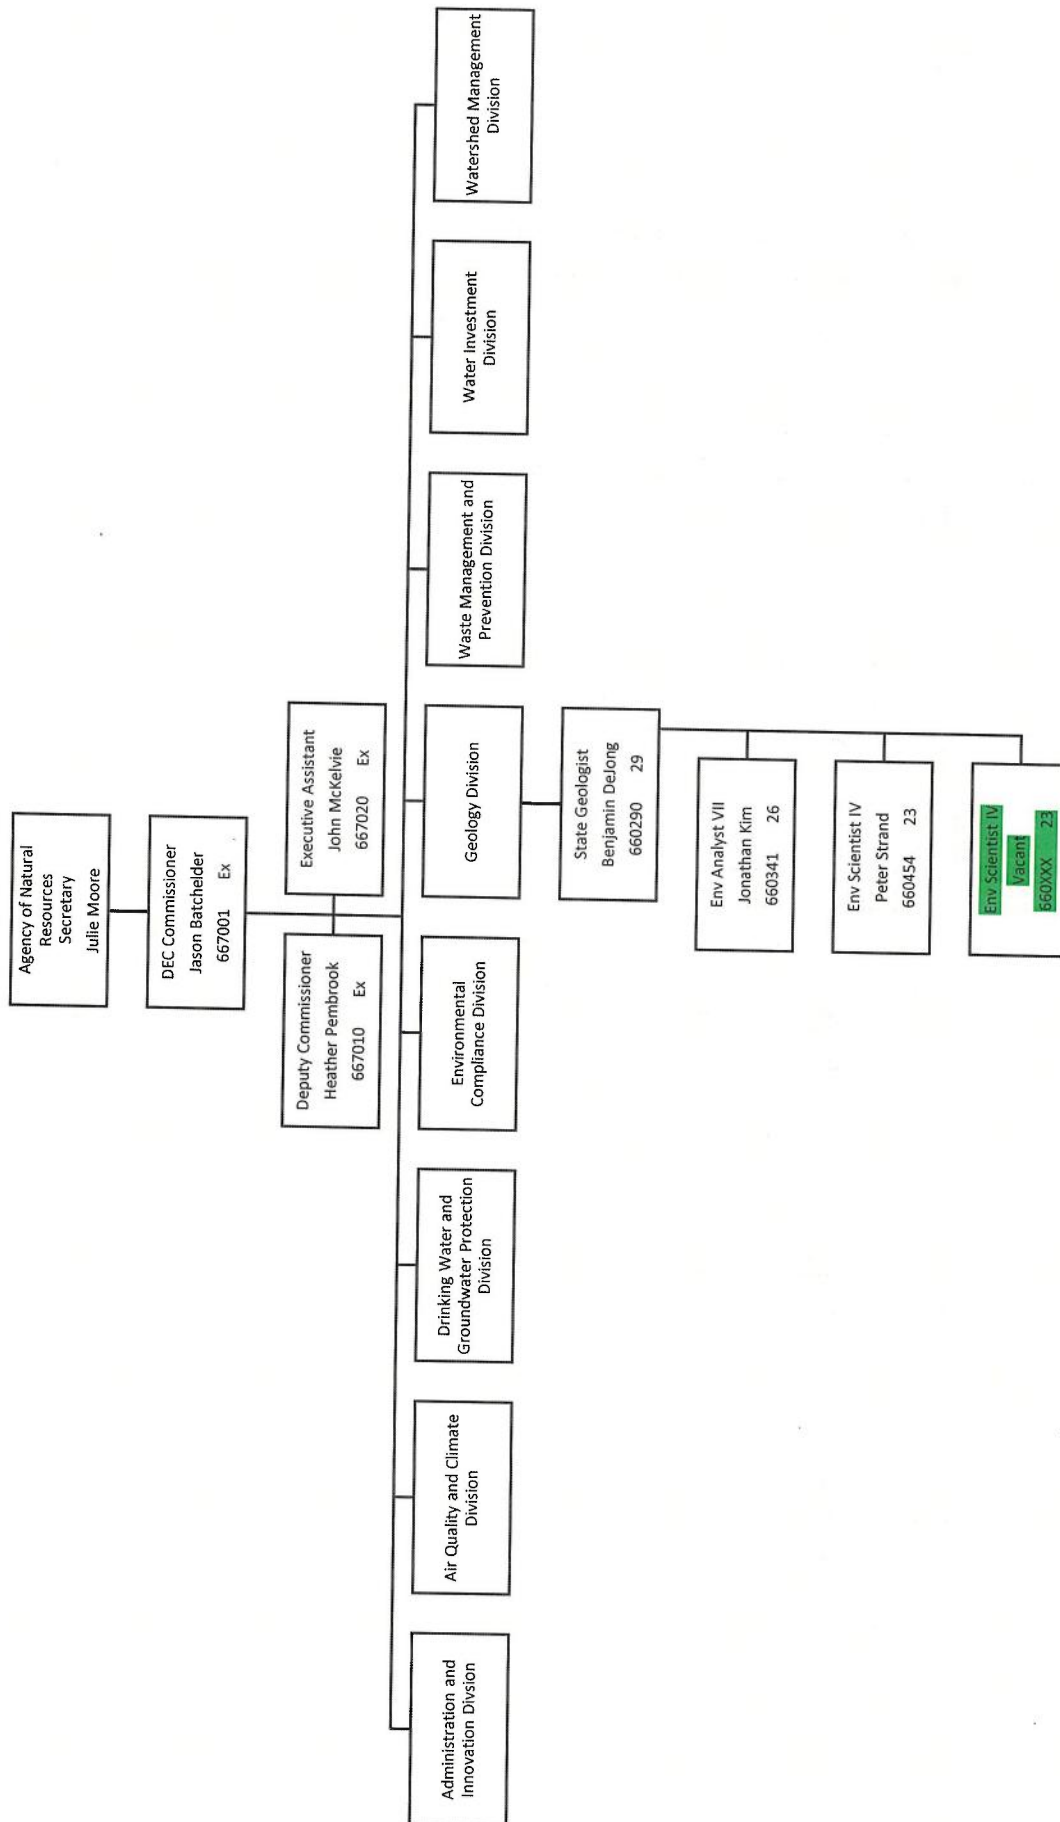 Agency of Natural
Resources
Secretary
Julie Moore
DEC Commissioner
Jason Batchelder
667001 Ex
Deputy Commissioner
Heather Pembrook
667010 Ex
Executive Assistant
John McKelvie
667020 Ex
Administration and
Innovation Divsion
Air Quality and Climate
Division
Drinking Water and
Groundwater Protection
Division
Environmental
Compliance Division
Geology Division
Waste Management and
Prevention Division
Water Investment
Division
Watershed Management
Division
State Geologist
Benjamin DeJong
660290 29
Env Analyst VII
Jonathan Kim
660341 26
Env Scientist IV
Peter Strand
660454 23
Env Scientist IV
Vacant
660XXX 23